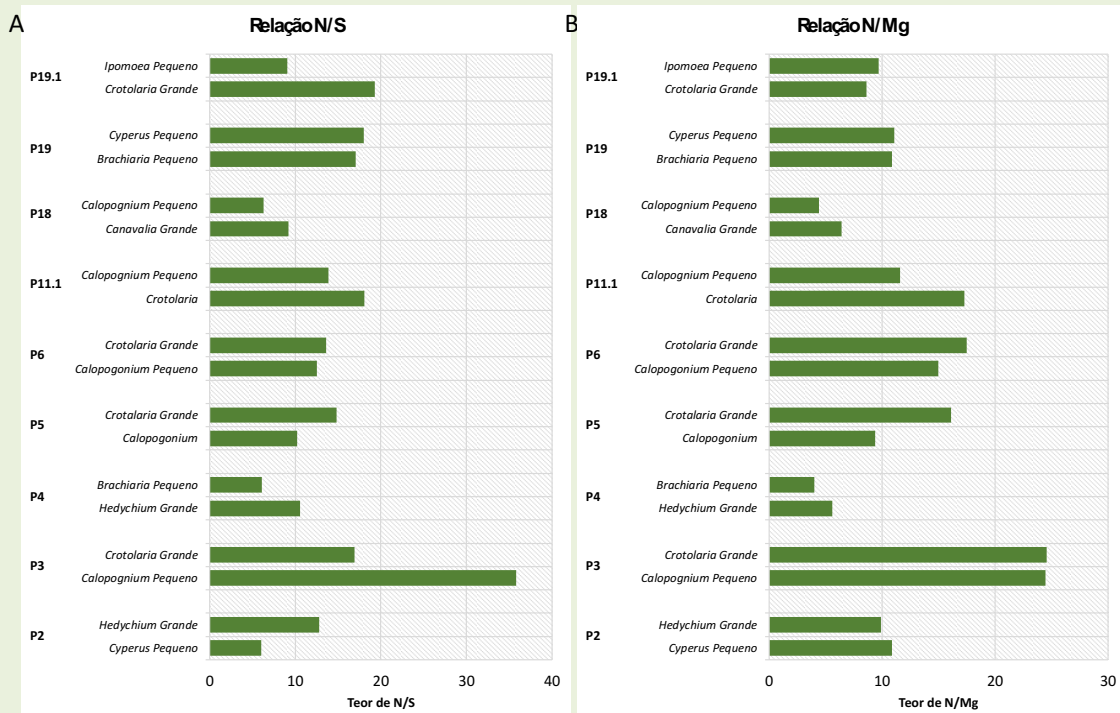 A
Relação N/S
P19.1
Ipomoea Pequeno
Crotolaria Grande
P19
Cyperus Pequeno
Brachiaria Pequeno
P18
Calopognium Pequeno
Canavalia Grande
P11.1
Calopognium Pequeno
Crotolaria
P6
Crotolaria Grande
Calopogonium Pequeno
P5
Crotalaria Grande
Calopogonium
P4
Brachiaria Pequeno
Hedychium Grande
P3
Crotolaria Grande
Calopognium Pequeno
P2
Hedychium Grande
Cyperus Pequeno
0 10 20 30 40
Teor de N/S
B
Relação N/Mg
P19.1
Ipomoea Pequeno
Crotolaria Grande
P19
Cyperus Pequeno
Brachiaria Pequeno
P18
Calopognium Pequeno
Canavalia Grande
P11.1
Calopognium Pequeno
Crotolaria
P6
Crotolaria Grande
Calopogonium Pequeno
P5
Crotalaria Grande
Calopogonium
P4
Brachiaria Pequeno
Hedychium Grande
P3
Crotolaria Grande
Calopognium Pequeno
P2
Hedychium Grande
Cyperus Pequeno
0 10 20 30
Teor de N/Mg